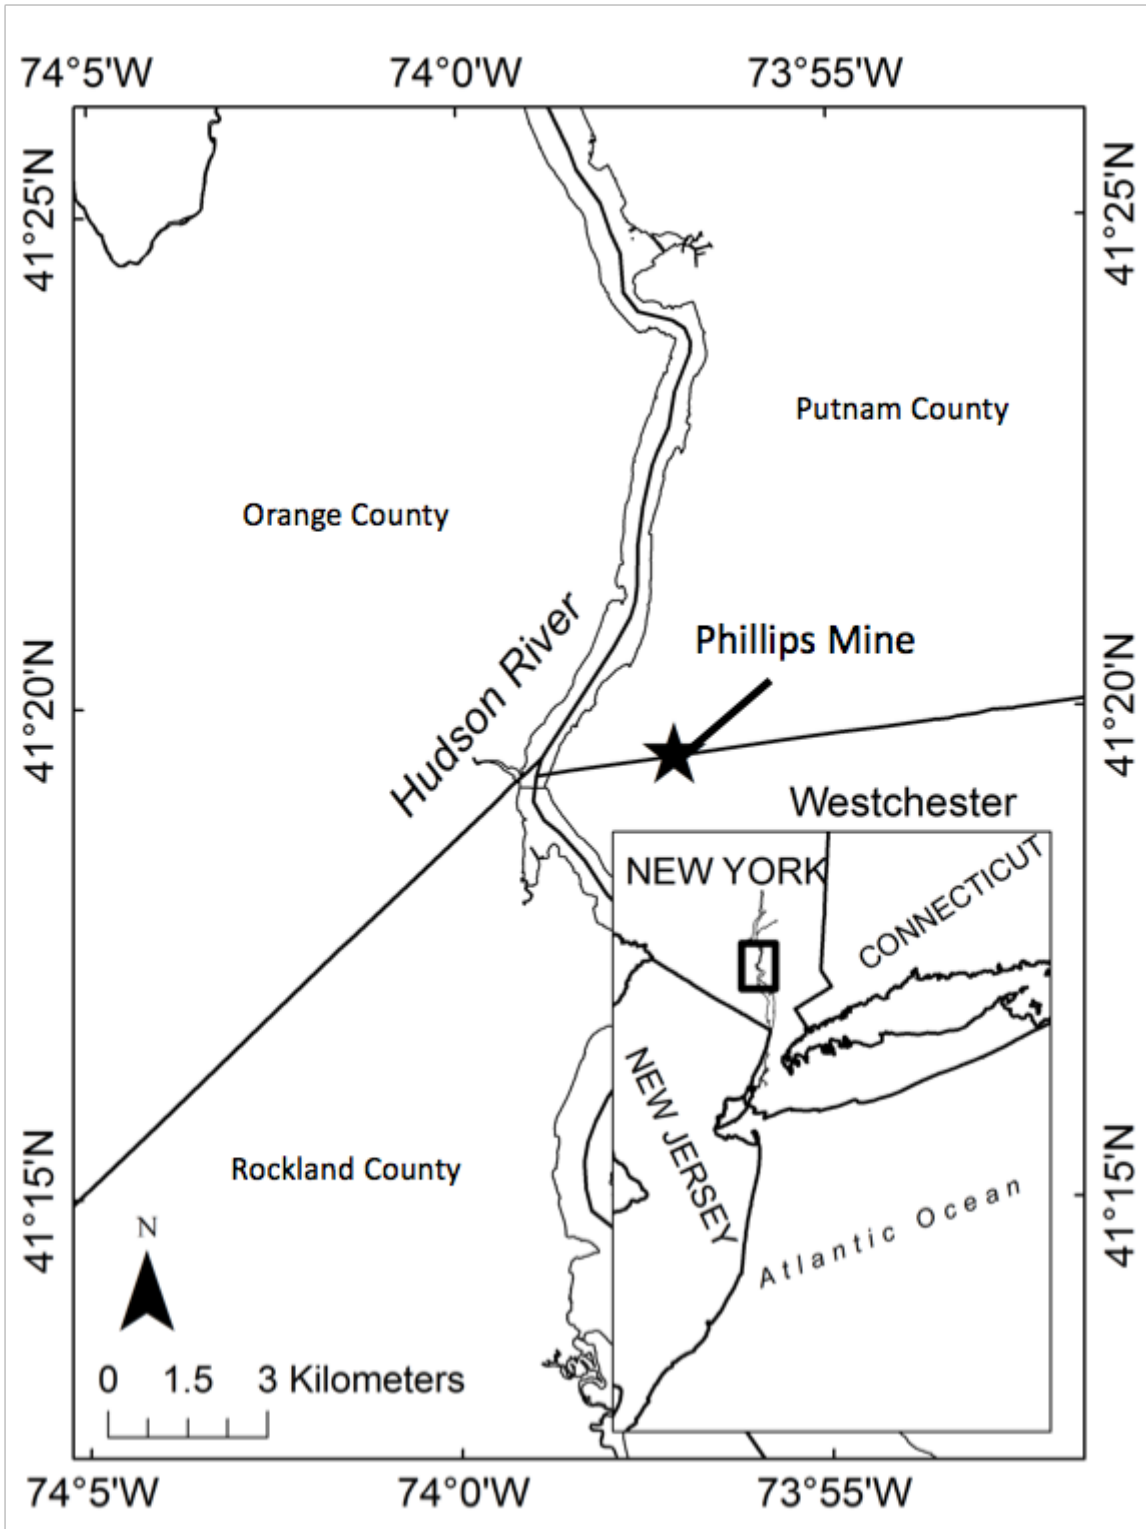 74°5'W 74°0'W 73°55'W
41°25'N 41°25'N
Putnam County
Orange County
Hudson River
Phillips Mine
41°20'N 41°20'N
Westchester
NEW YORK
CONNECTICUT
NEW JERSEY
Atlantic Ocean
Rockland County
41°15'N 41°15'N
N
0 1.5 3 Kilometers
74°5'W 74°0'W 73°55'W